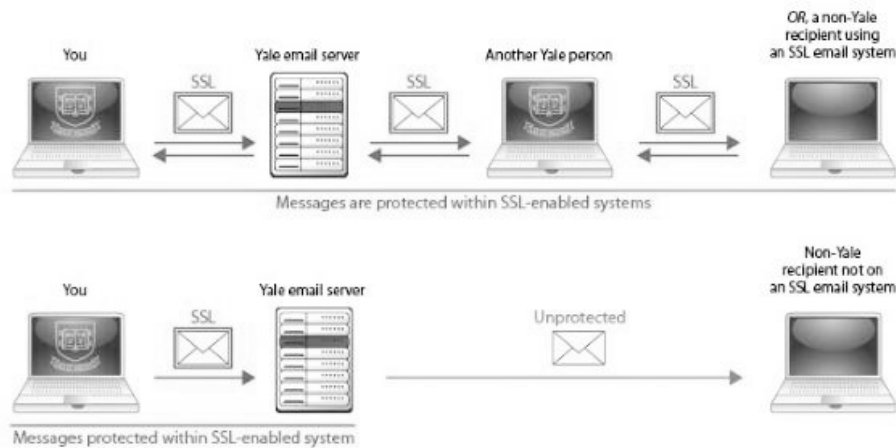 OR, a non-Yale
recipient using
an SSL email system
You
Yale email server
Another Yale person
SSL
SSL
SSL
Messages are protected within SSL-enabled systems
Non-Yale
recipient not on
an SSL email system
You
Yale email server
SSL
Unprotected
Messages protected within SSL-enabled system